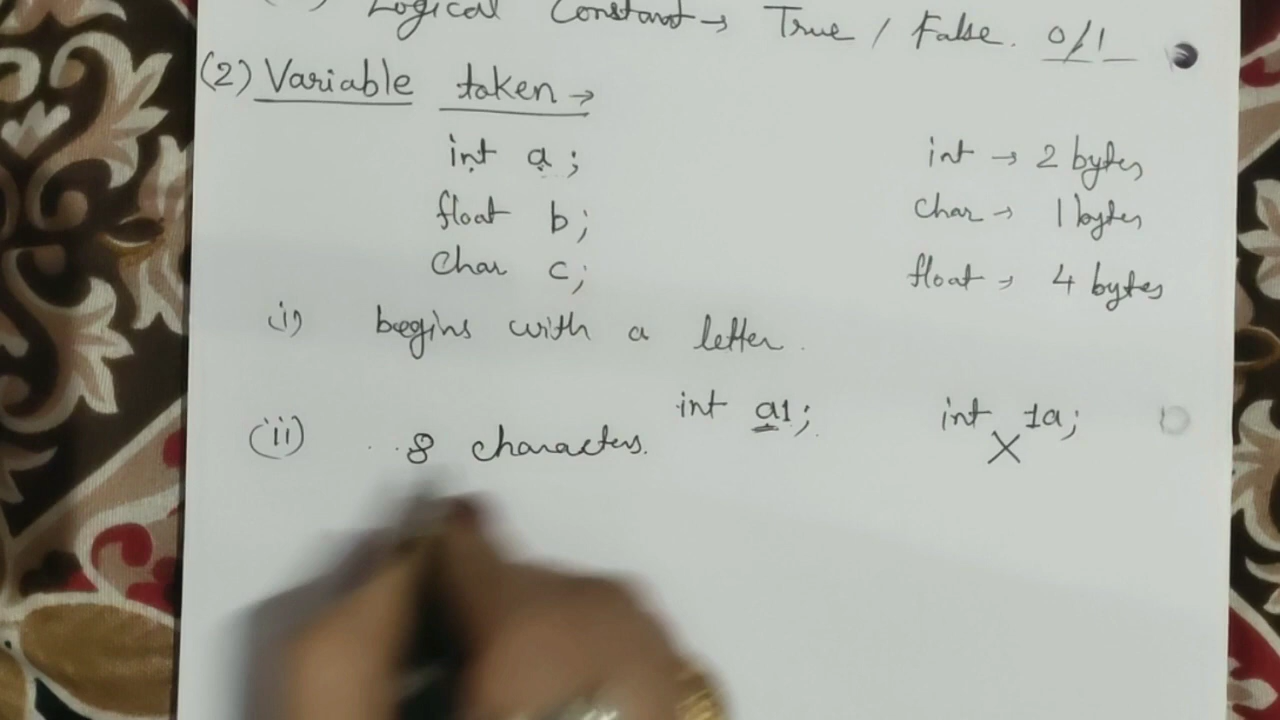 Logical Constant → True / False. 0/1
(2) Variable taken →
int a; int → 2 bytes
float b; char → 1 bytes
char c; float → 4 bytes
(i) begins with a letter.
int a1; int 1a; X
(ii) 8 characters.